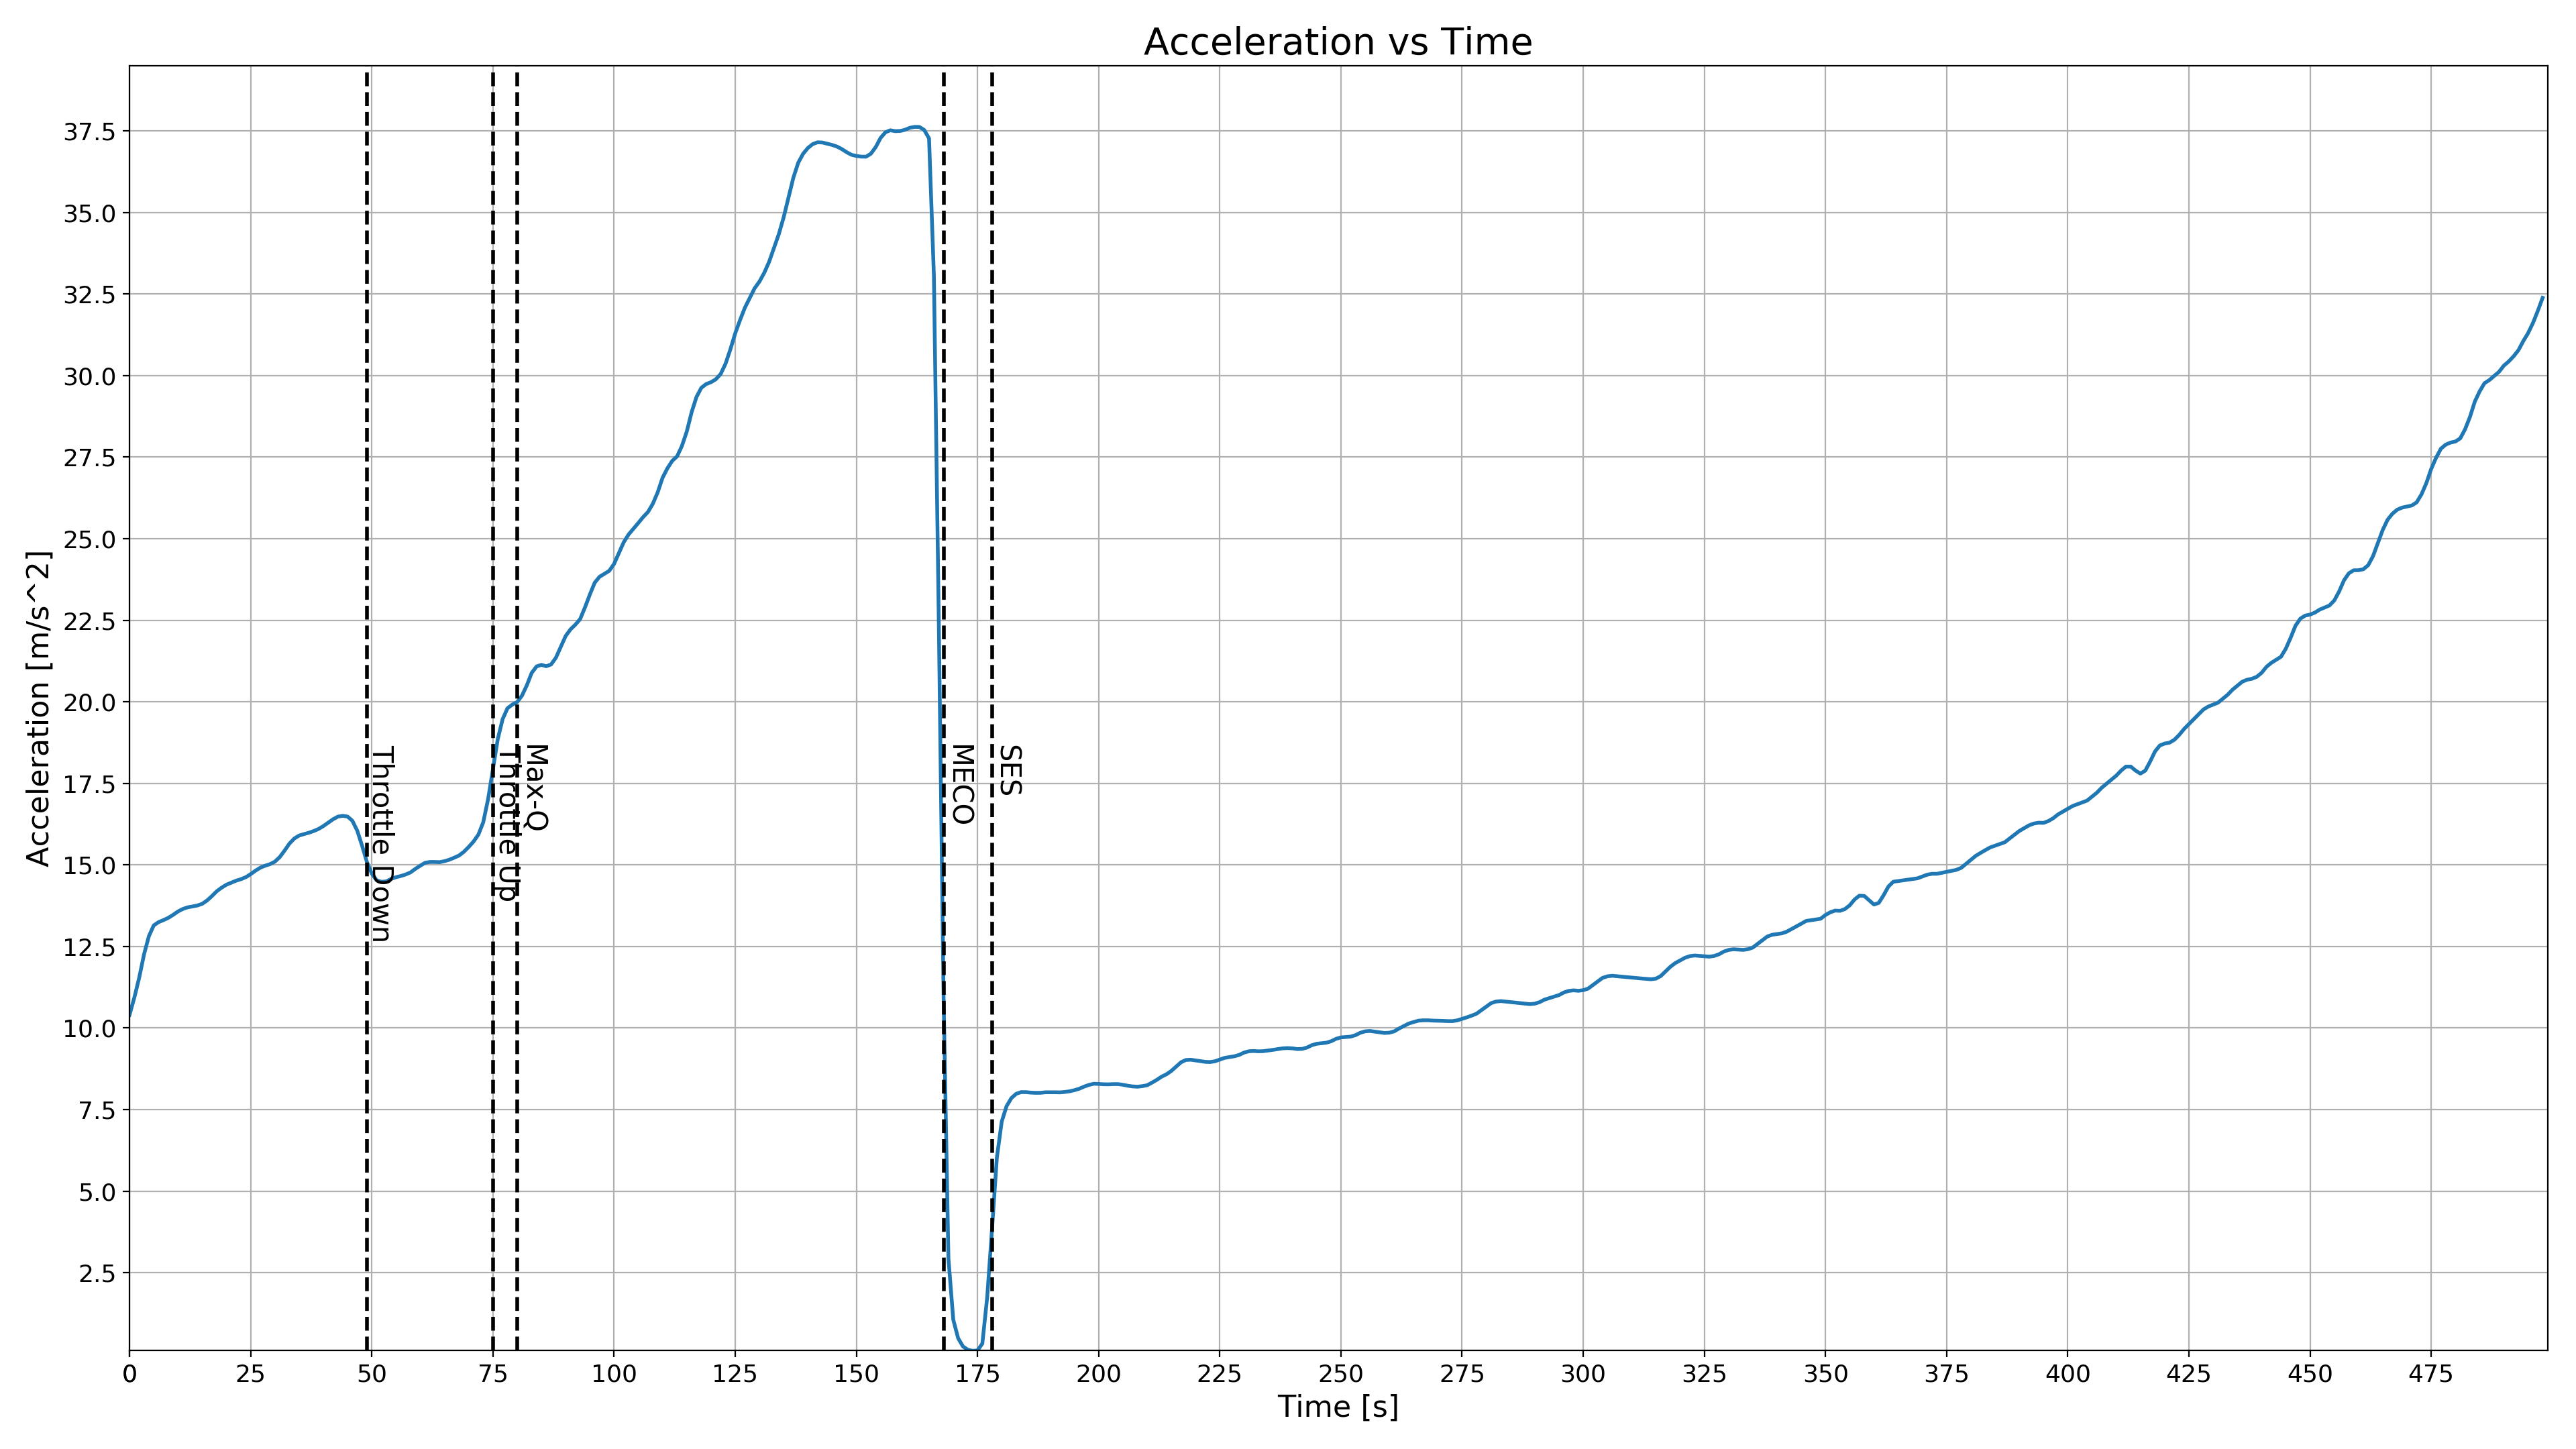 Acceleration vs Time
Acceleration [m/s^2]
37.5
35.0
32.5
30.0
27.5
25.0
22.5
20.0
17.5
15.0
12.5
10.0
7.5
5.0
2.5
Throttle Down
Throttle Up
Max-Q
MECO
SES
0 25 50 75 100 125 150 175 200 225 250 275 300 325 350 375 400 425 450 475
Time [s]